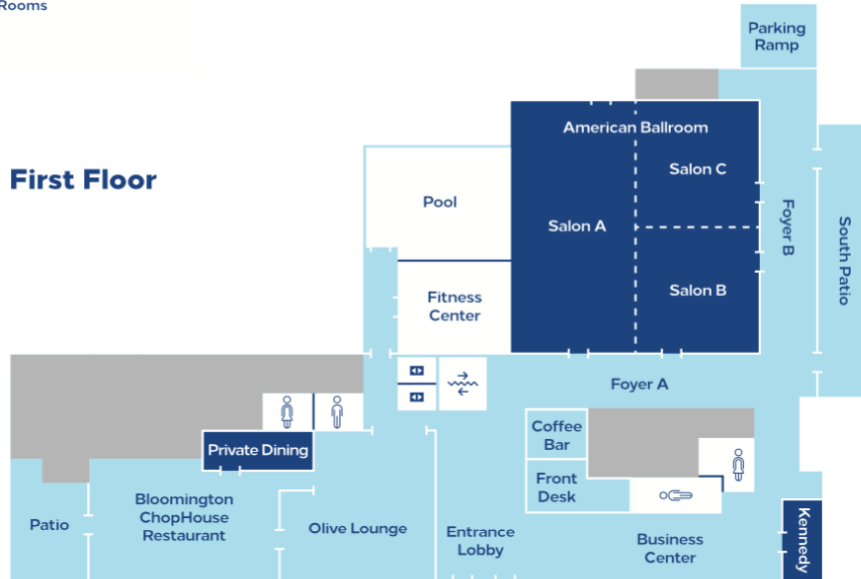 Rooms
Parking
Ramp
American Ballroom
Salon C
First Floor
Pool
Salon A
Foyer B
South Patio
Salon B
Fitness
Center
Foyer A
Coffee
Bar
Private Dining
Front
Desk
Bloomington
ChopHouse
Restaurant
Patio
Olive Lounge
Entrance
Lobby
Business
Center
Kennedy